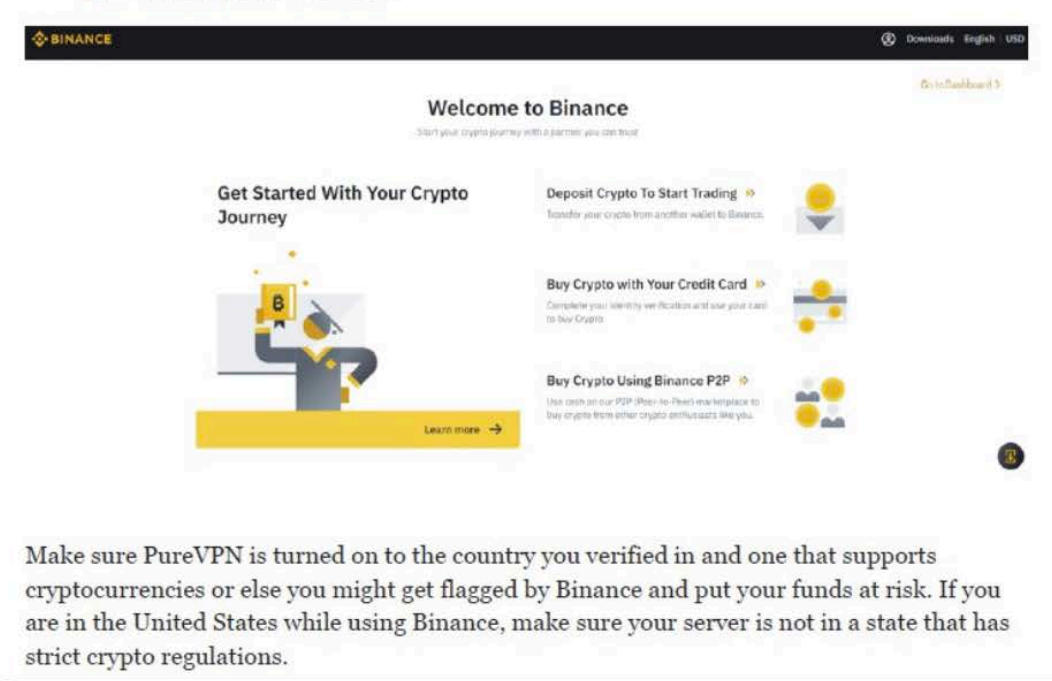 BINANCE
Downloads English USD
Go to Dashboard
Welcome to Binance
Start your crypto journey with a partner you can trust
Get Started With Your Crypto
Journey
Deposit Crypto To Start Trading
Transfer your crypto from another wallet to Binance.
Buy Crypto with Your Credit Card
Complete your identity verification and use your card
to buy Crypto
Buy Crypto Using Binance P2P
Use cash on our P2P (Peer-to-Peer) marketplace to
buy crypto from other crypto enthusiasts like you.
B
Learn more →
Make sure PureVPN is turned on to the country you verified in and one that supports
cryptocurrencies or else you might get flagged by Binance and put your funds at risk. If you
are in the United States while using Binance, make sure your server is not in a state that has
strict crypto regulations.